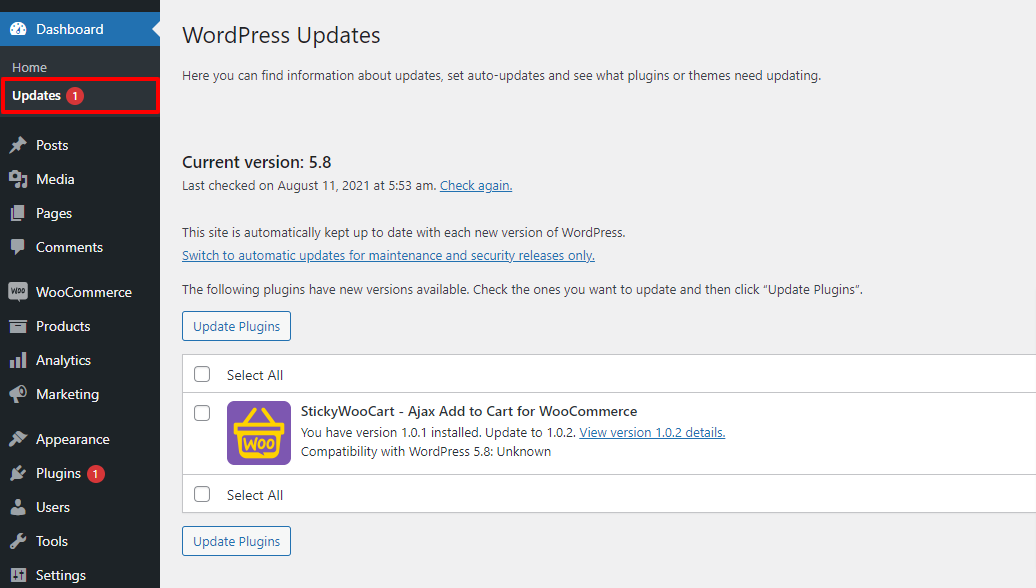 Dashboard
Home
Updates 1
Posts
Media
Pages
Comments
WOO WooCommerce
Products
Analytics
Marketing
Appearance
Plugins 1
Users
Tools
Settings
WordPress Updates
Here you can find information about updates, set auto-updates and see what plugins or themes need updating.
Current version: 5.8
Last checked on August 11, 2021 at 5:53 am. Check again.
This site is automatically kept up to date with each new version of WordPress.
Switch to automatic updates for maintenance and security releases only.
The following plugins have new versions available. Check the ones you want to update and then click “Update Plugins”.
Update Plugins
Select All
WOO
StickyWooCart - Ajax Add to Cart for WooCommerce
You have version 1.0.1 installed. Update to 1.0.2. View version 1.0.2 details.
Compatibility with WordPress 5.8: Unknown
Select All
Update Plugins